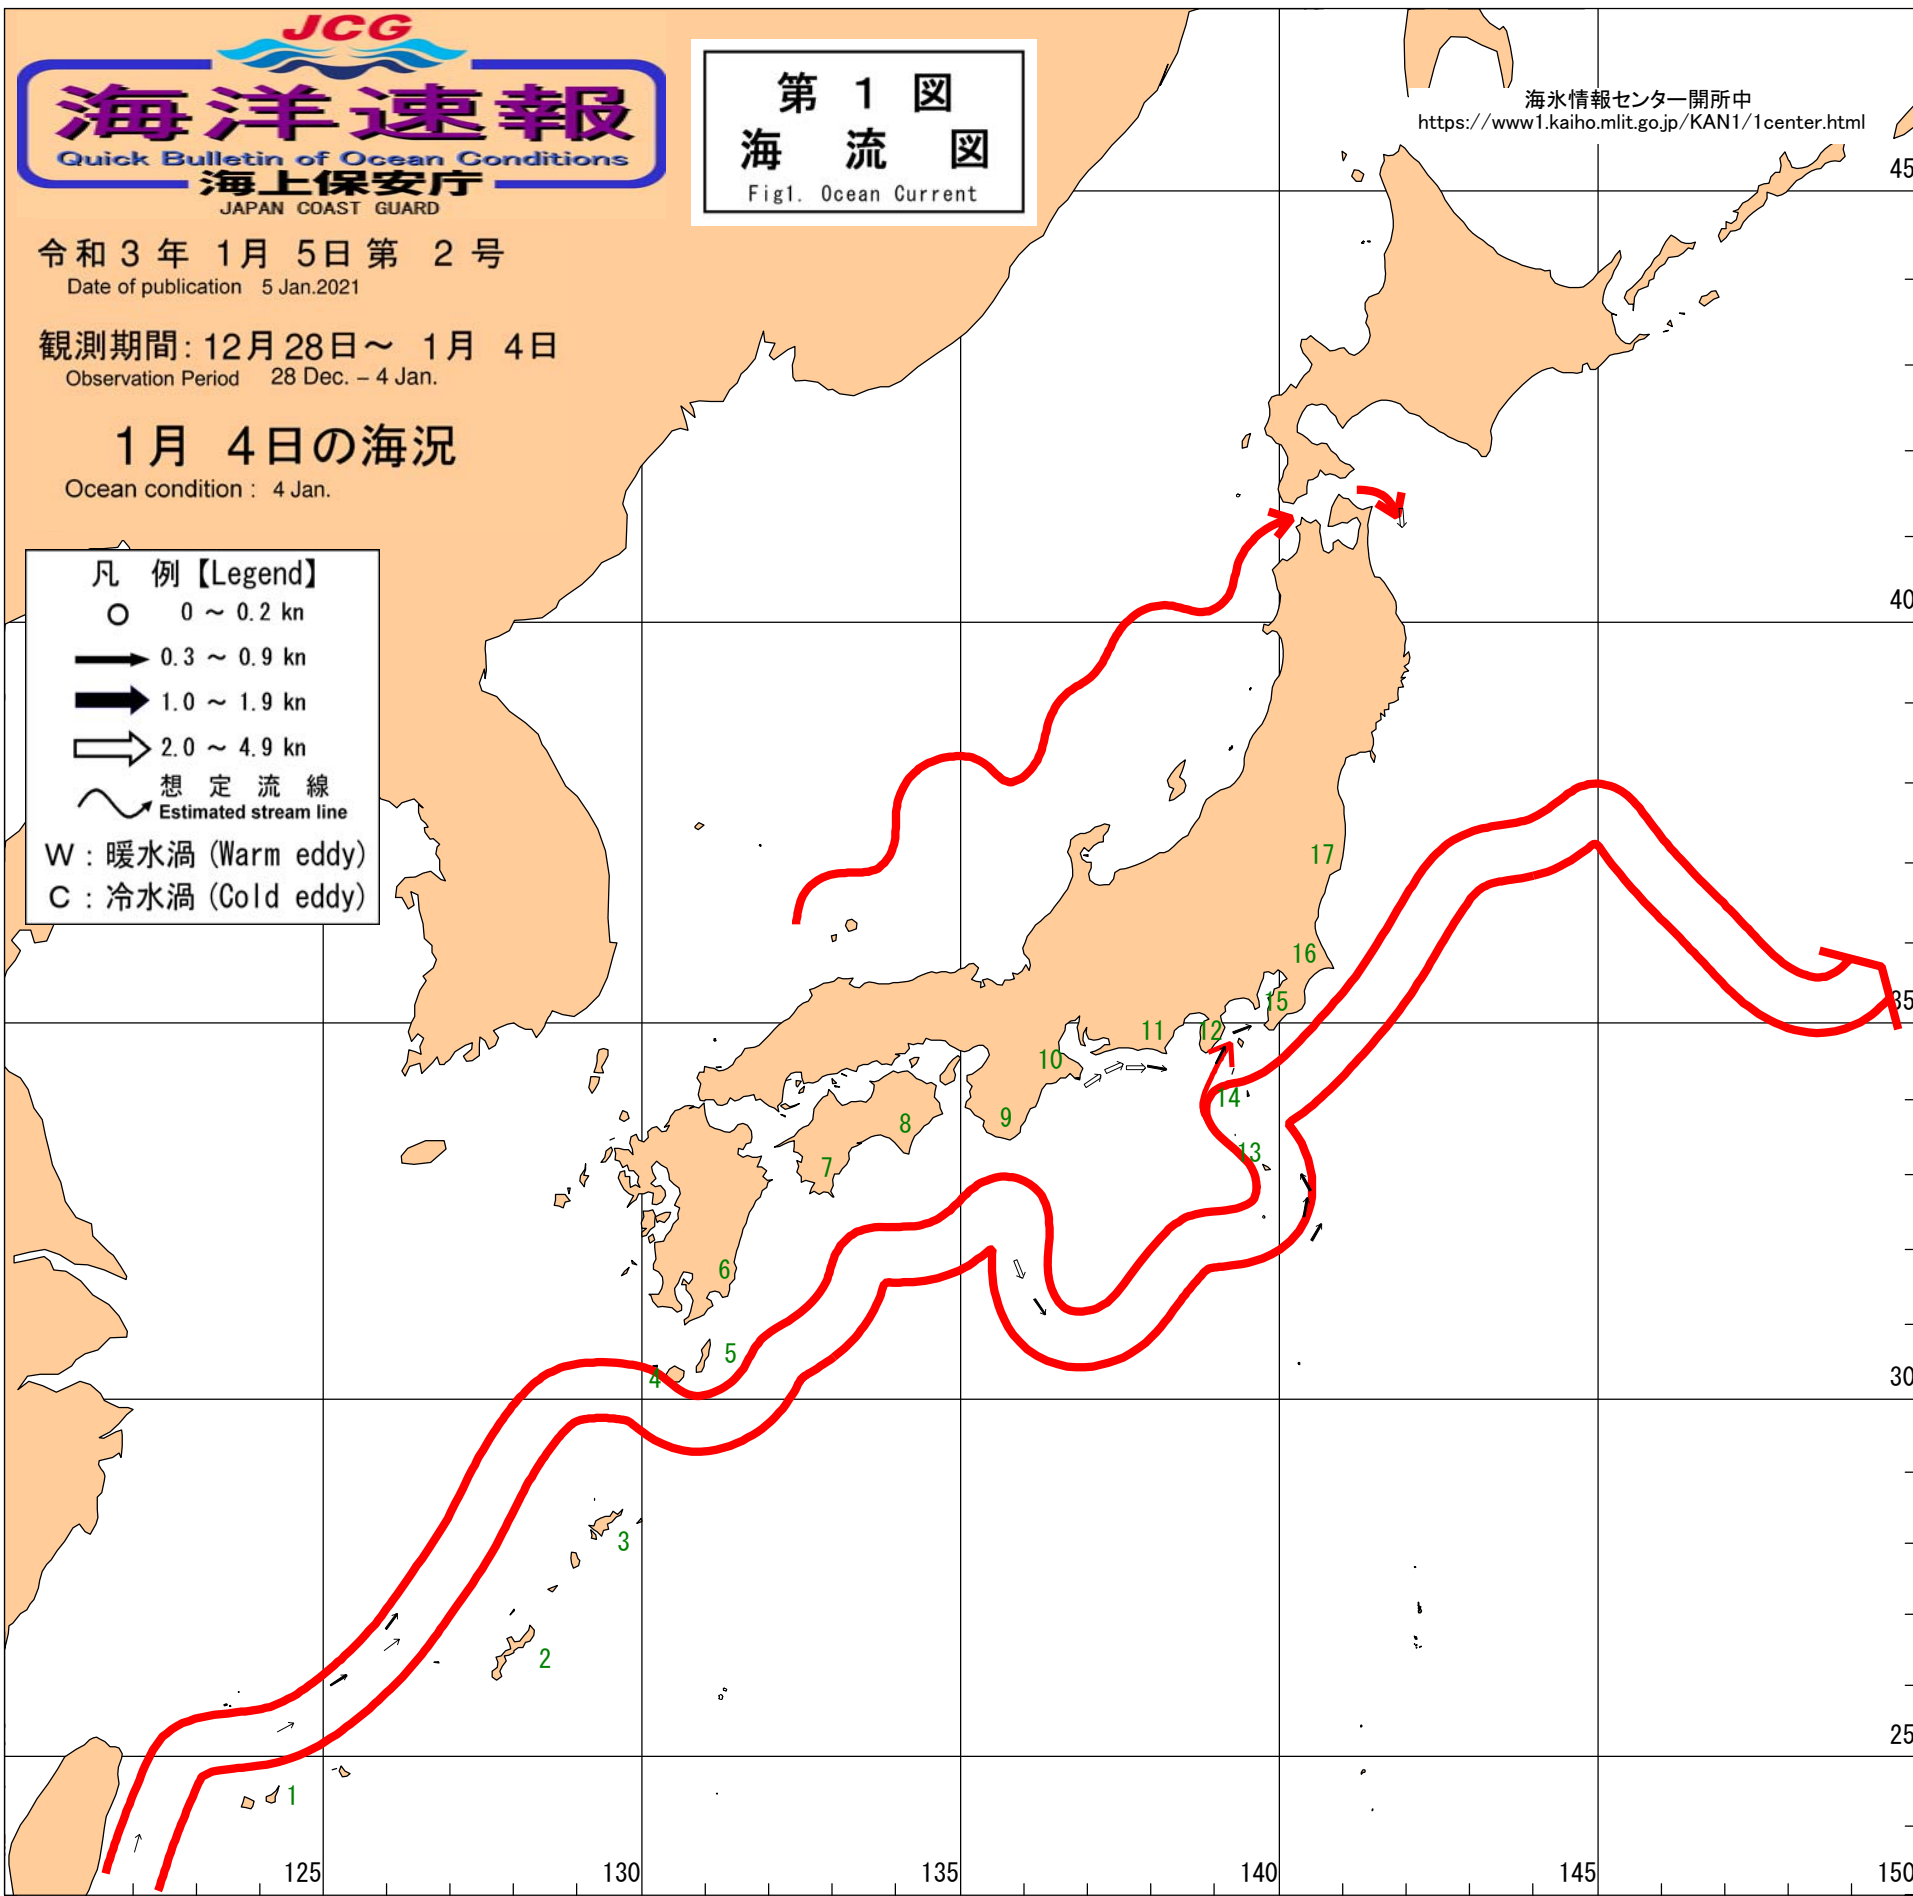 JCG
海洋速報
Quick Bulletin of Ocean Conditions
海上保安庁
JAPAN COAST GUARD
第 1 図
海 流 図
Fig1. Ocean Current
海氷情報センター開所中
https://www1.kaiho.mlit.go.jp/KAN1/1center.html
令和 3 年 1月 5日 第 2 号
Date of publication 5 Jan.2021
観測期間: 12月 28日～ 1月 4日
Observation Period 28 Dec. – 4 Jan.
1月 4日の海況
Ocean condition : 4 Jan.
凡 例【Legend】
0 ～ 0.2 kn
0.3 ～ 0.9 kn
1.0 ～ 1.9 kn
2.0 ～ 4.9 kn
想 定 流 線
Estimated stream line
W : 暖水渦 (Warm eddy)
C : 冷水渦 (Cold eddy)
45
40
17
16
35
15
12
11
10
14
9
8
13
7
6
5
4
30
3
2
25
1
125
130
135
140
145
150